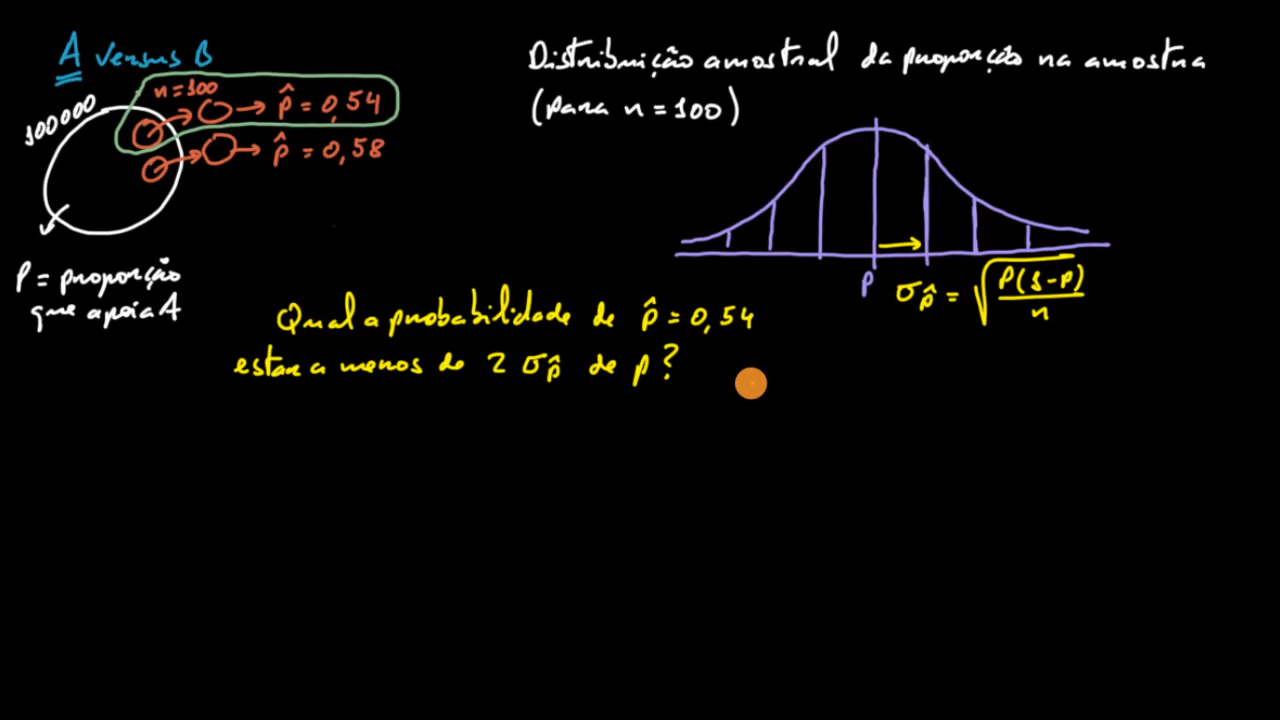 A versus B
100000
n = 100
p̂ = 0,54
p̂ = 0,58
P = proporção
que apoia A
Distribuição amostral da proporção na amostra
(para n = 100)
P
σp̂ = √(P(1-P)/n)
Qual a probabilidade de p̂ = 0,54
estar a menos de 2 σp̂ de p?